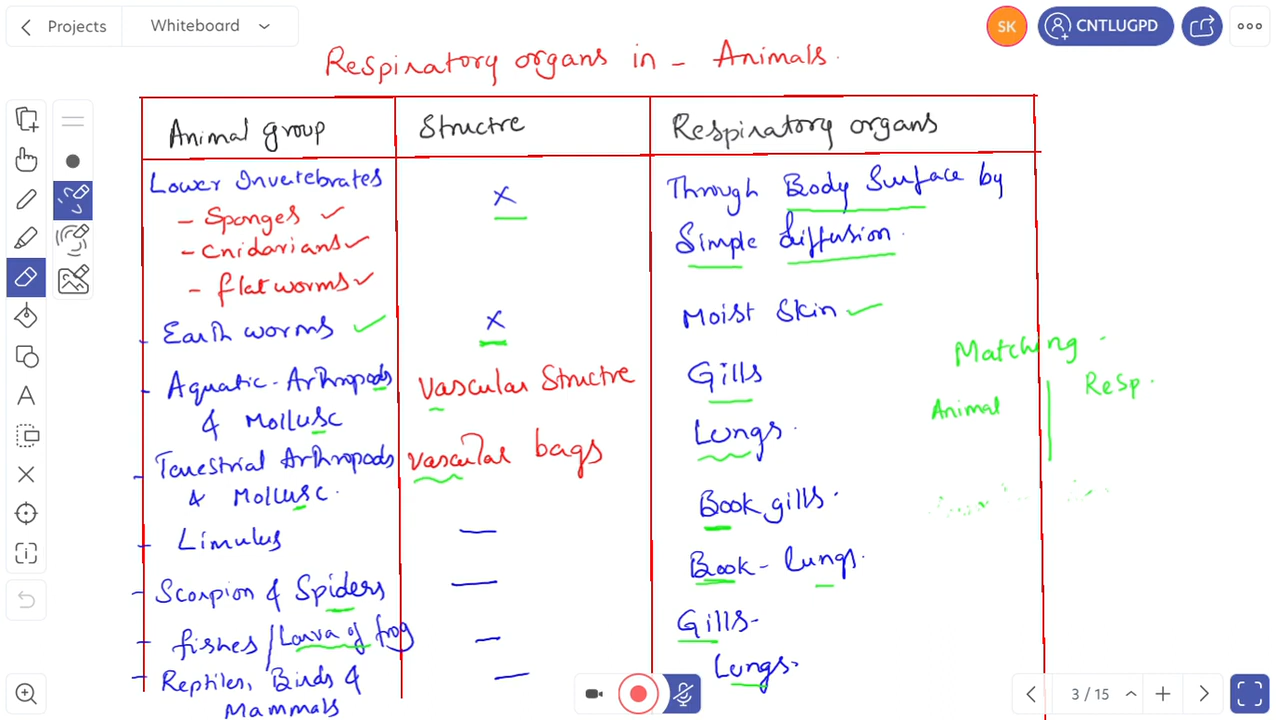 Projects
Whiteboard
SK
CNTLUGPD
Respiratory organs in - Animals.
Animal group
Structre
Respiratory organs
Lower Invertebrates
x
Through Body Surface by
- Sponges ✓
Simple diffusion.
- Cnidarians ✓
- flatworms ✓
- Earth worms ✓
x
Moist Skin ✓
- Aquatic-Arthropods
& Mollusc
Vascular Structre
Gills
- Terrestrial Arthropods
& Mollusc.
vascular bags
Lungs.
- Limulus
—
Book gills.
- Scorpion & Spiders
—
Book-lungs.
- fishes / Larva of frog
-
Gills-
- Reptiles, Birds &
Mammals
—
Lungs.
Matching -
Animal
Resp.
A
3 / 15